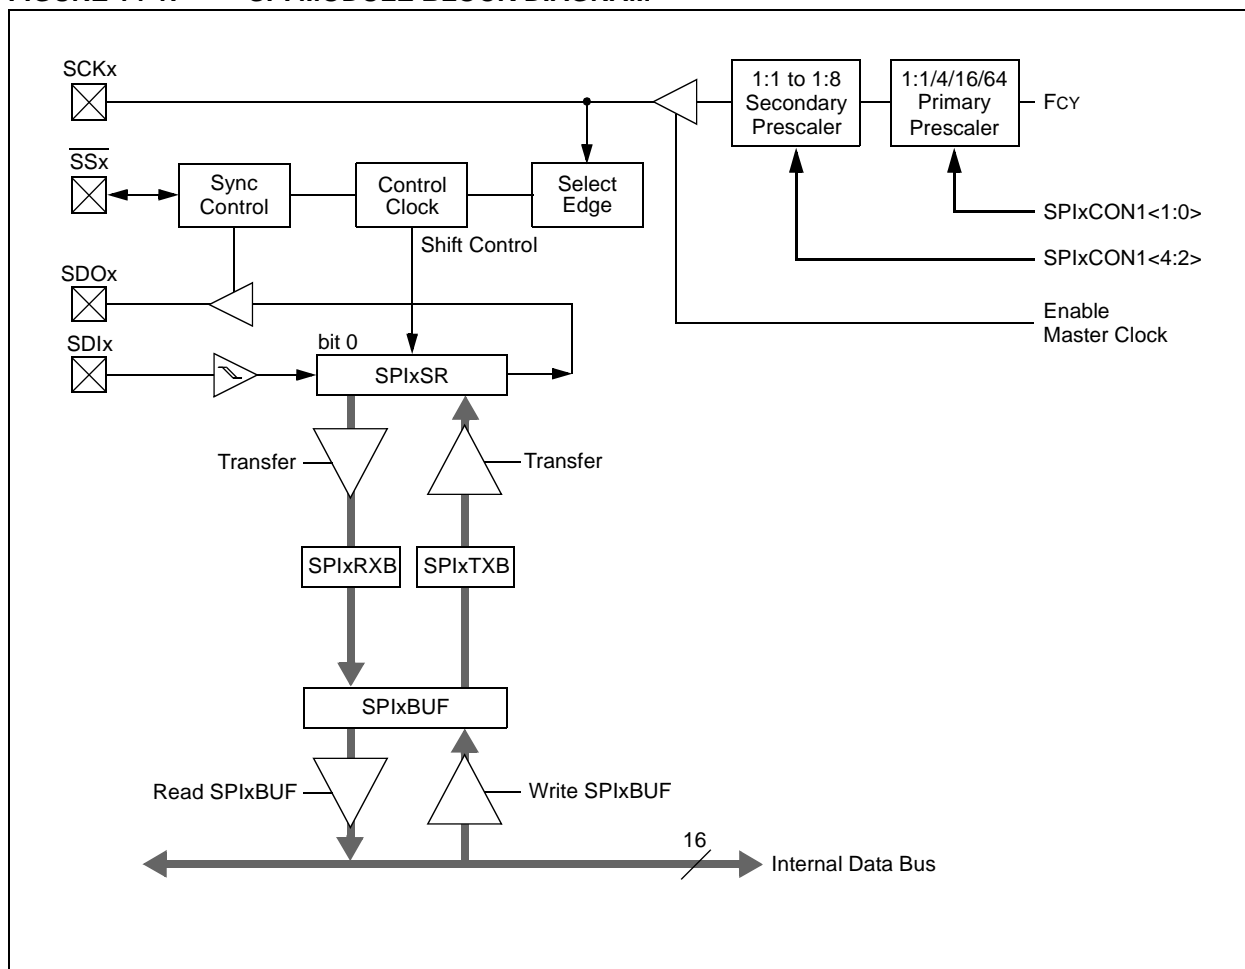 SCKx
1:1 to 1:8
Secondary
Prescaler
1:1/4/16/64
Primary
Prescaler
FCY
SSx
Sync
Control
Control
Clock
Select
Edge
SPIxCON1<1:0>
Shift Control
SPIxCON1<4:2>
SDOx
Enable
Master Clock
SDIx
bit 0
SPIxSR
Transfer
Transfer
SPIxRXB
SPIxTXB
SPIxBUF
Read SPIxBUF
Write SPIxBUF
16
Internal Data Bus